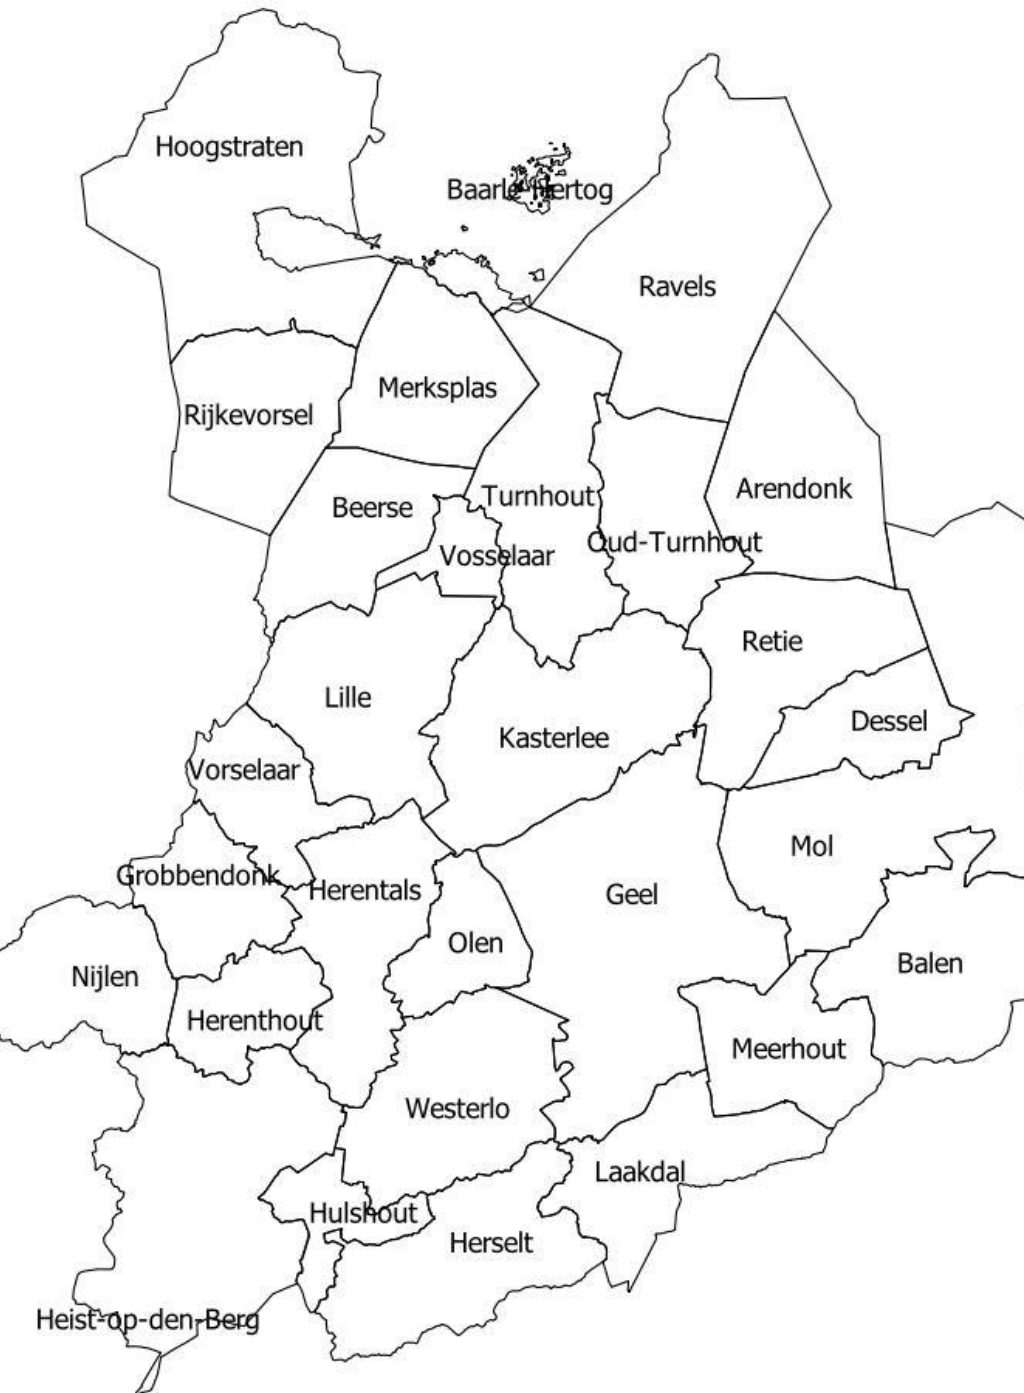 Hoogstraten
Baarle-Hertog
Ravels
Merksplas
Rijkevorsel
Arendonk
Turnhout
Beerse
Oud-Turnhout
Vosselaar
Retie
Lille
Dessel
Kasterlee
Vorselaar
Mol
Grobbendonk
Herentals
Geel
Olen
Balen
Nijlen
Herenthout
Meerhout
Westerlo
Laakdal
Hulshout
Herselt
Heist-op-den-Berg